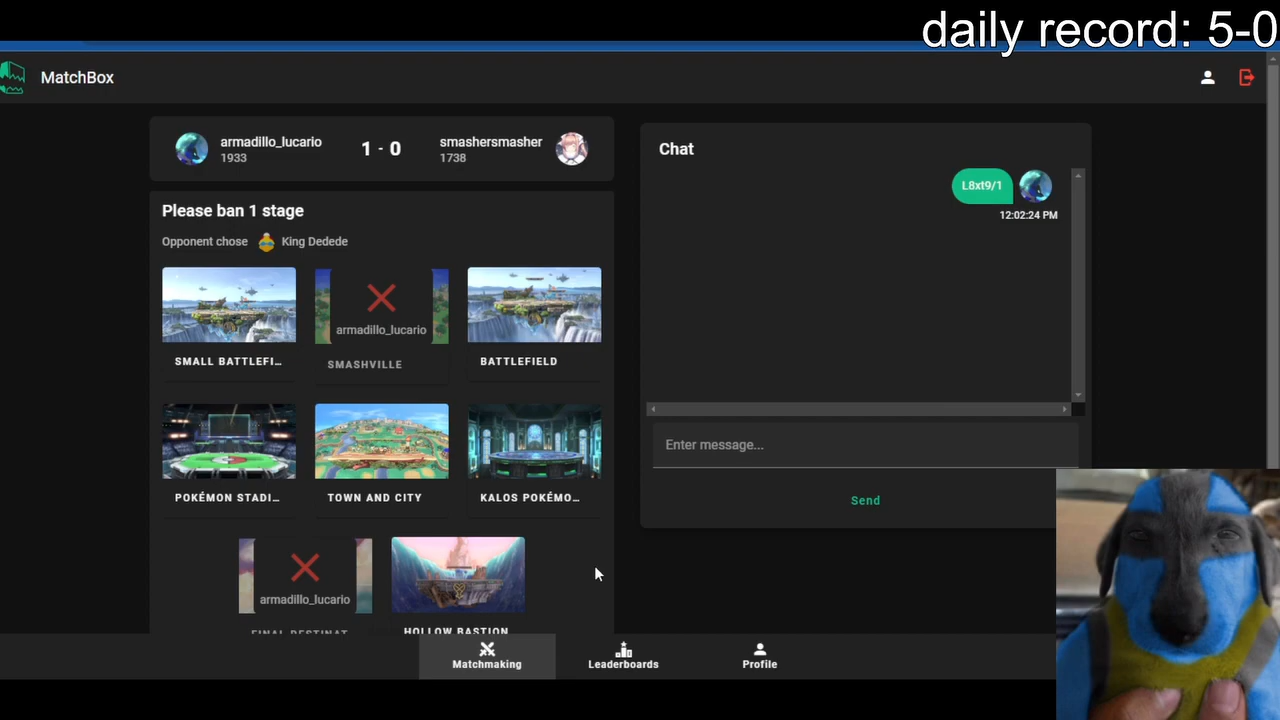 daily record: 5-0
MatchBox
armadillo_lucario
1933
1 - 0
smashersmasher
1738
Please ban 1 stage
Opponent chose King Dedede
SMALL BATTLEFI...
armadillo_lucario
SMASHVILLE
BATTLEFIELD
POKÉMON STADI...
TOWN AND CITY
KALOS POKÉMO...
armadillo_lucario
FINAL DESTINAT
HOLLOW BASTION
Chat
L8xt9/1
12:02:24 PM
Enter message...
Send
Matchmaking
Leaderboards
Profile